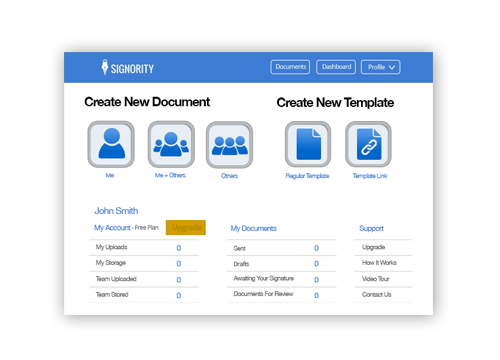 SIGNORITY
Documents
Dashboard
Profile
Create New Document
Create New Template
Me
Me + Others
Others
Regular Template
Template Link
John Smith
My Account - Free Plan
Upgrade
My Uploads 0
My Storage 0
Team Uploaded 0
Team Stored 0
My Documents
Sent 0
Drafts 0
Awaiting Your Signature 0
Documents For Review 0
Support
Upgrade
How It Works
Video Tour
Contact Us